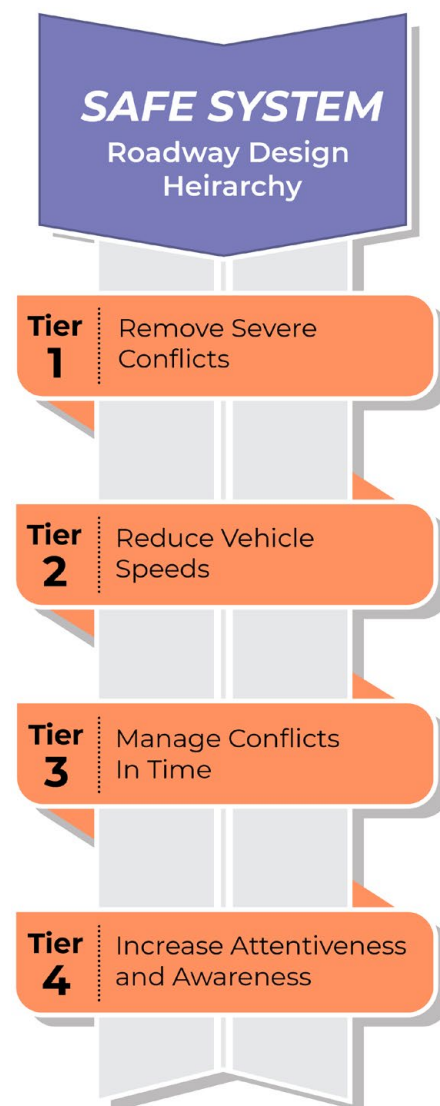 SAFE SYSTEM
Roadway Design
Heirarchy
Tier
1
Remove Severe
Conflicts
Tier
2
Reduce Vehicle
Speeds
Tier
3
Manage Conflicts
In Time
Tier
4
Increase Attentiveness
and Awareness